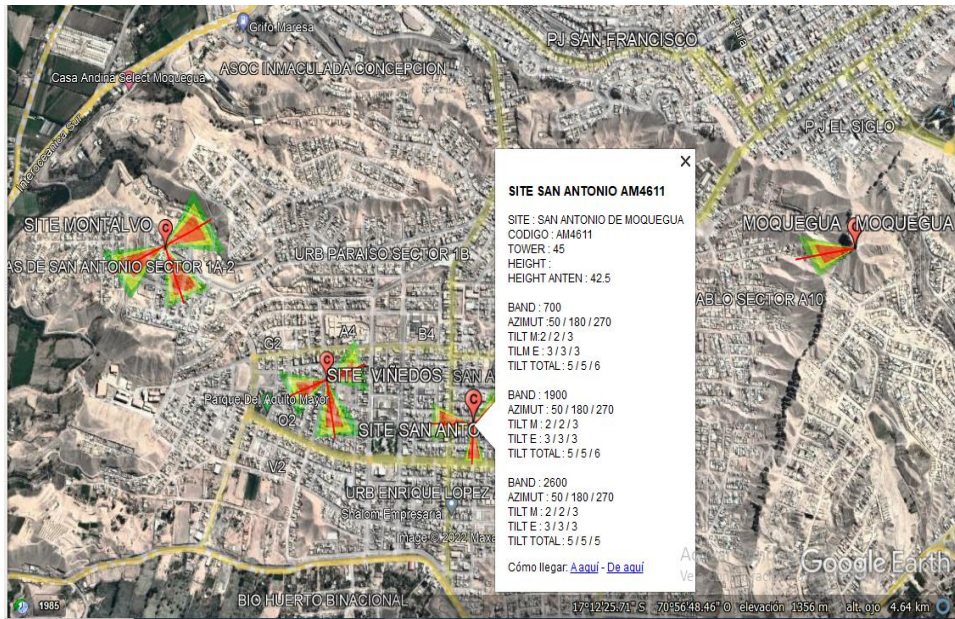 Grifo Maresa
PJ SAN FRANCISCO
Casa Andina Select Moquegua
ASOC INMACULADA CONCEPCION
P J EL SIGLO
Interoceanica Sur
SITE MONTALVO
MOQUEGUA
MOQUEGUA
AS DE SAN ANTONIO SECTOR 1A-2
URB PARAISO SECTOR 1B
ABLO SECTOR A10
SITE SAN ANTONIO AM4611
SITE : SAN ANTONIO DE MOQUEGUA
CODIGO : AM4611
TOWER : 45
HEIGHT :
HEIGHT ANTEN : 42.5
BAND : 700
AZIMUT :50 / 180 / 270
TILT M:2 / 2 / 3
TILM E : 3 / 3 / 3
TILT TOTAL : 5 / 5 / 6
BAND : 1900
AZIMUT : 50 / 180 / 270
TILT M : 2 / 2 / 3
TILT E : 3 / 3 / 3
TILT TOTAL : 5 / 5 / 6
BAND : 2600
AZIMUT : 50 / 180 / 270
TILT M : 2 / 2 / 3
TILT E : 3 / 3 / 3
TILT TOTAL : 5 / 5 / 5
Cómo llegar: A aquí - De aquí
C2
A4
B4
SITE VIÑEDOS SAN A
Parque Del Aquito Mayor
O2
SITE SAN ANTO
V2
URB ENRIQUE LOPEZ
Shalom Empresarial
Image © 2022 Maxa
Google Earth
BIO HUERTO BINACIONAL
1985
17°12'25.71" S 70°56'48.46" O elevación 1356 m alt. ojo 4.64 km